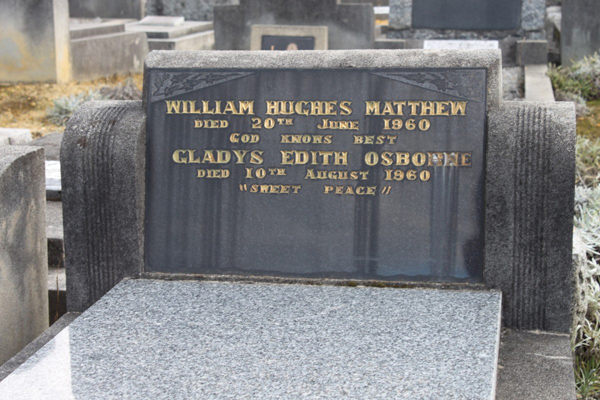 WILLIAM HUGHES MATTHEW
DIED 20TH JUNE 1960
GOD KNOWS BEST
GLADYS EDITH OSBORNE
DIED 10TH AUGUST 1960
"SWEET PEACE"